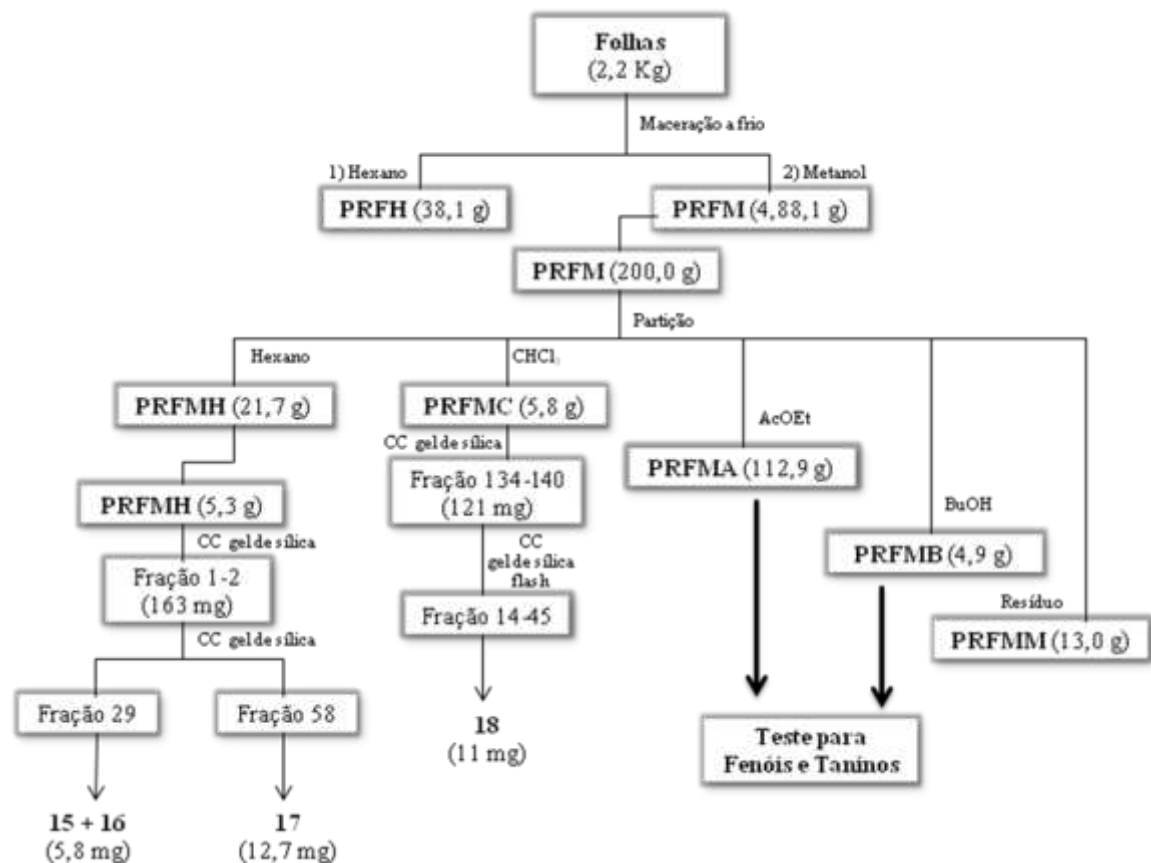 Folhas
(2,2 Kg)
Maceração a frio
1) Hexano
2) Metanol
PRFH (38,1 g)
PRFM (4,88,1 g)
PRFM (200,0 g)
Partição
Hexano
CHCl3
PRFMH (21,7 g)
PRFMC (5,8 g)
AcOEt
CC gel de sílica
PRFMA (112,9 g)
Fração 134-140
(121 mg)
PRFMH (5,3 g)
BuOH
CC gel de sílica
CC
gel de sílica
flash
PRFMB (4,9 g)
Fração 1-2
(163 mg)
Fração 14-45
Resíduo
PRFMM (13,0 g)
CC gel de sílica
Fração 29
Fração 58
18
(11 mg)
Teste para
Fenóis e Taninos
15 + 16
(5,8 mg)
17
(12,7 mg)